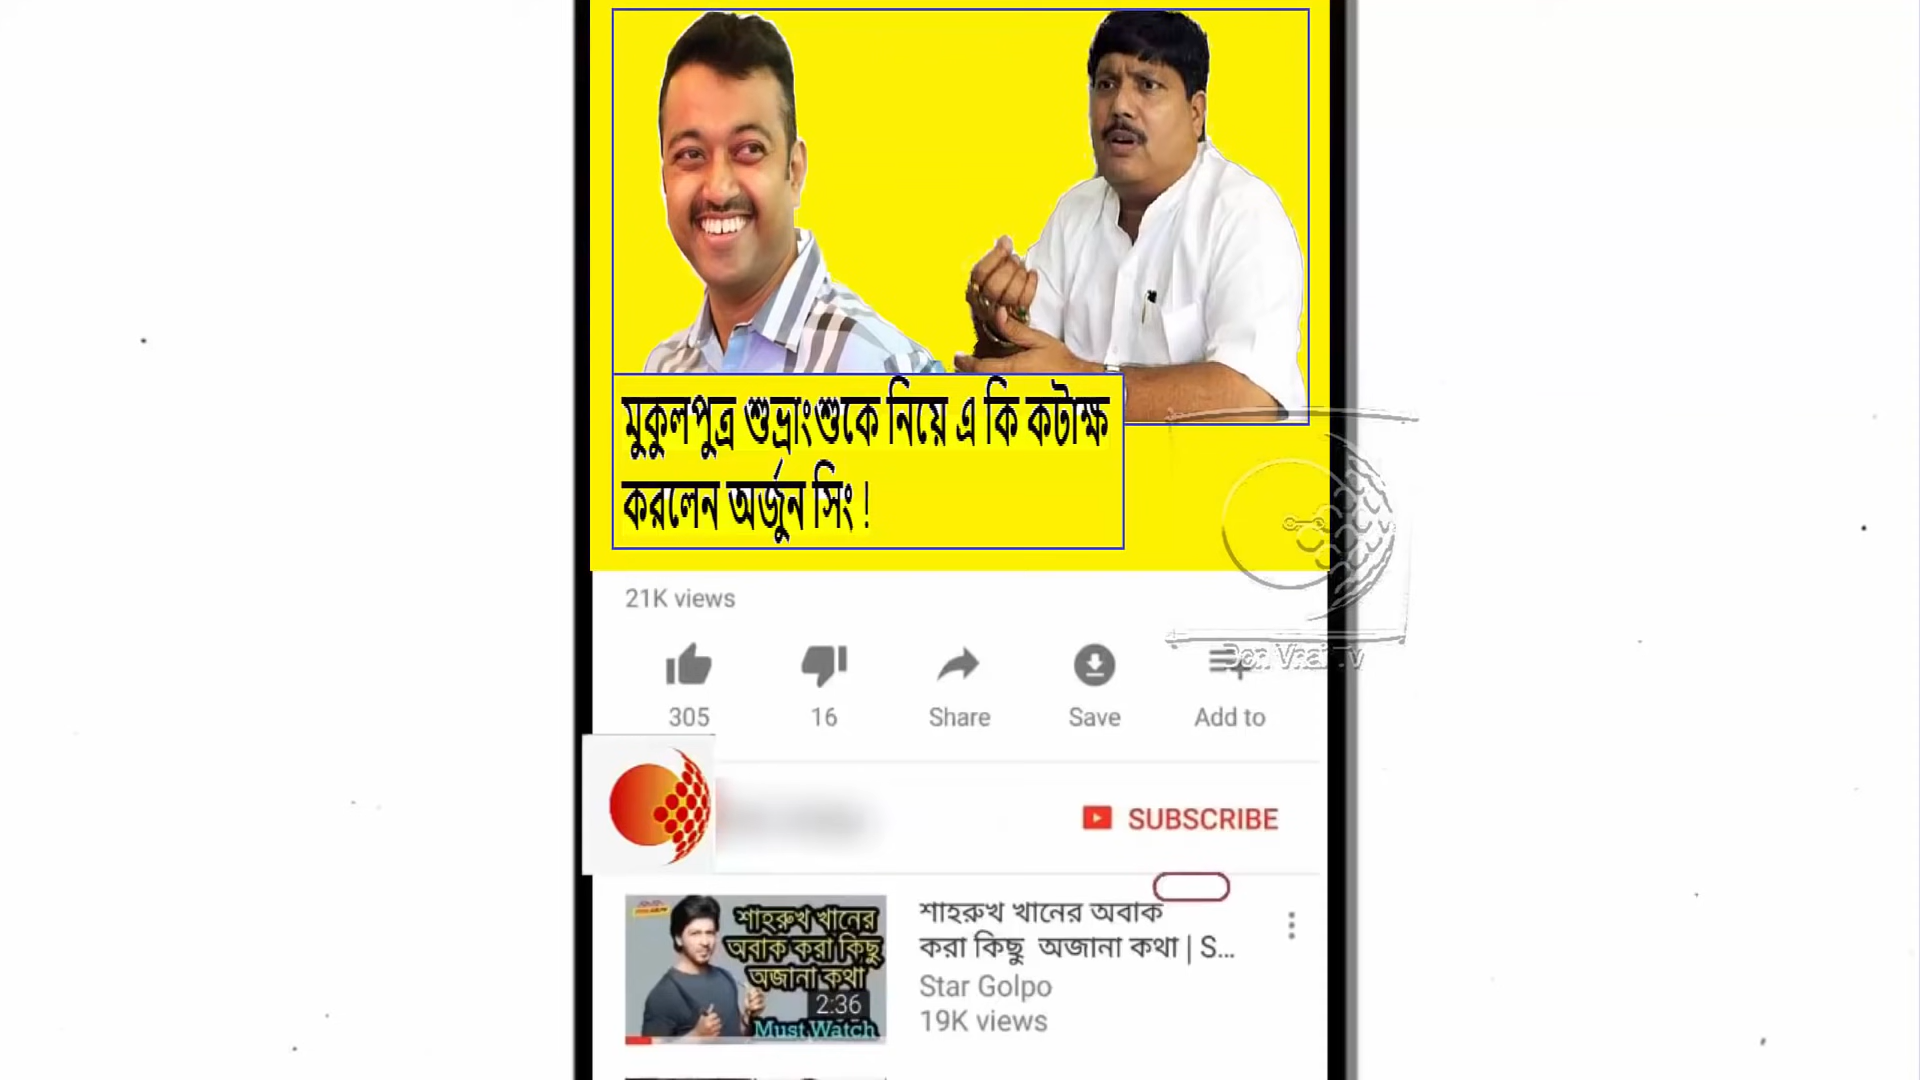 মুকুলপুত্র শুভ্রাংশুকে নিয়ে এ কি কটাক্ষ
করলেন অর্জুন সিং !
21K views
305
16
Share
Save
Add to
SUBSCRIBE
শাহরুখ খানের
অবাক করা কিছু
অজানা কথা
2:36
Must Watch
শাহরুখ খানের অবাক
করা কিছু অজানা কথা | S...
Star Golpo
19K views